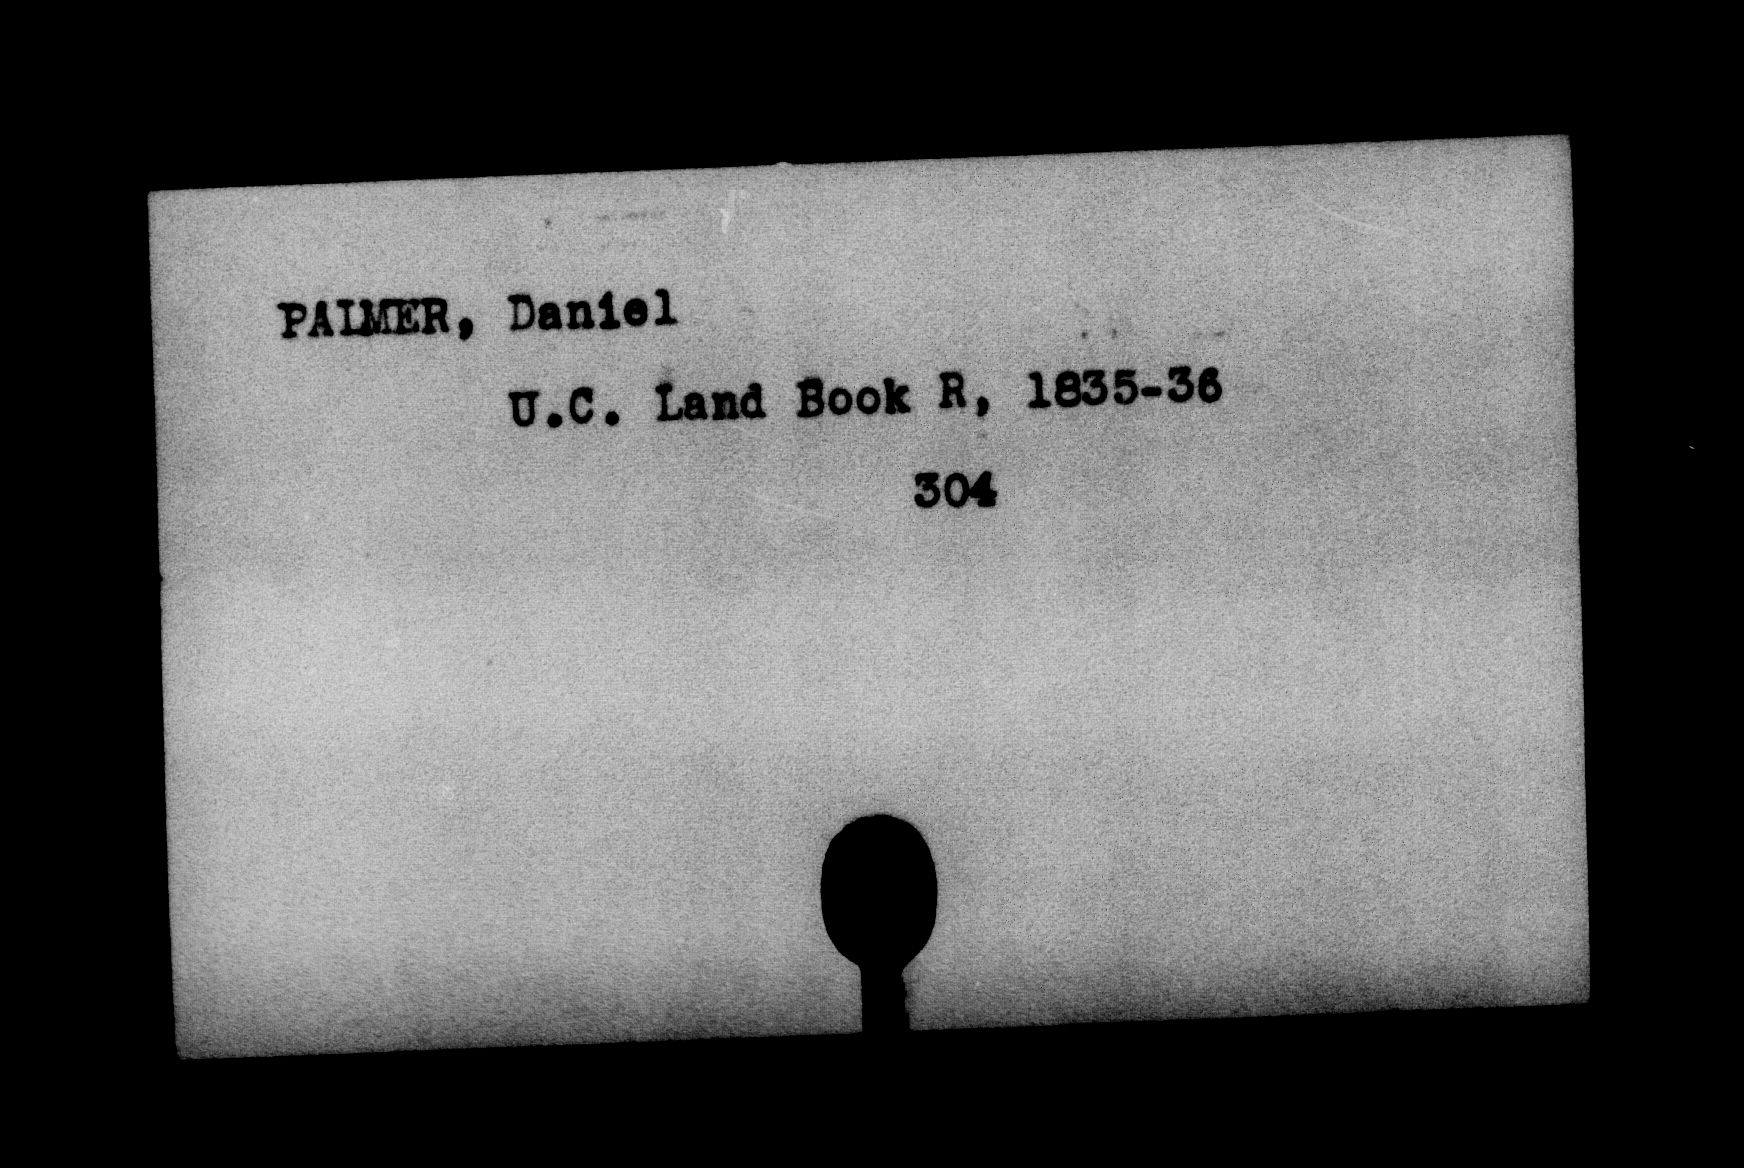 PALMER, Daniel
U.C. Land Book R, 1835-36
304